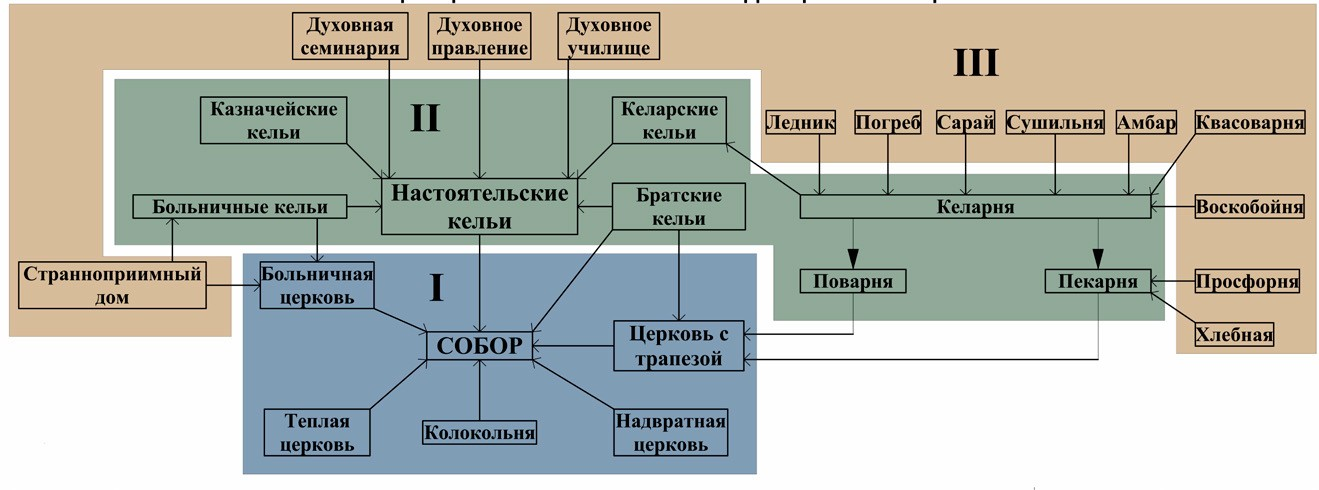 Духовная
семинария
Духовное
правление
Духовное
училище
III
Казначейские
кельи
II
Келарские
кельи
Ледник
Погреб
Сарай
Сушильня
Амбар
Квасоварня
Настоятельские
кельи
Братские
кельи
Больничные кельи
Келарня
Воскобойня
Странноприимный
дом
Больничная
церковь
I
Поварня
Пекарня
Просфорня
Хлебная
СОБОР
Церковь с
трапезой
Теплая
церковь
Колокольня
Надвратная
церковь